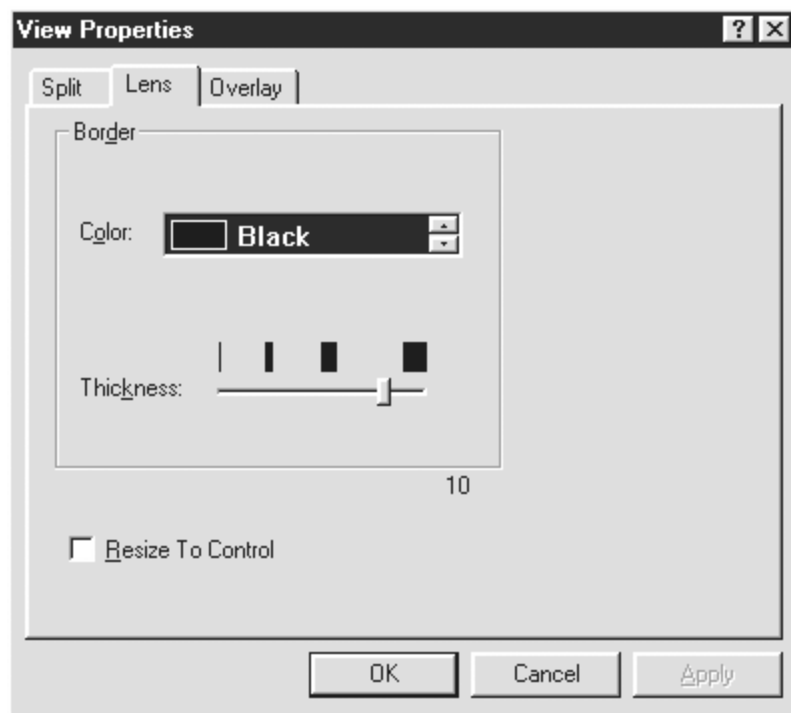 View Properties
Split Lens Overlay
Border
Color: Black
Thickness:
10
Resize To Control
OK Cancel Apply